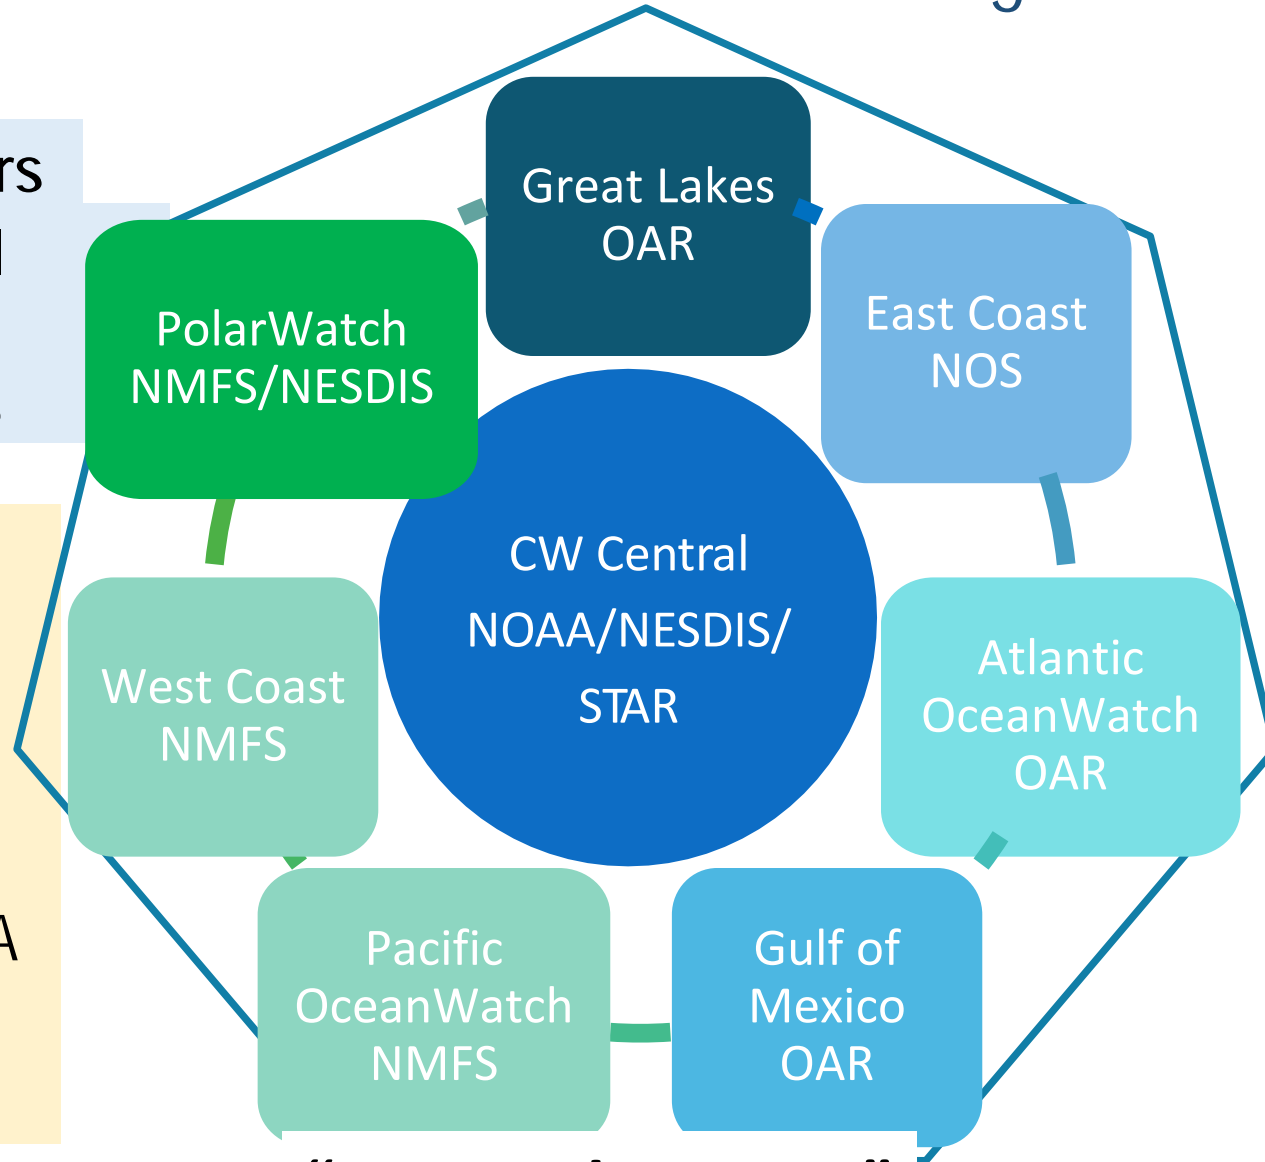 Great Lakes
OAR
East Coast
NOS
PolarWatch
NMFS/NESDIS
CW Central
NOAA/NESDIS/
STAR
Atlantic
OceanWatch
OAR
West Coast
NMFS
Pacific
OceanWatch
NMFS
Gulf of
Mexico
OAR